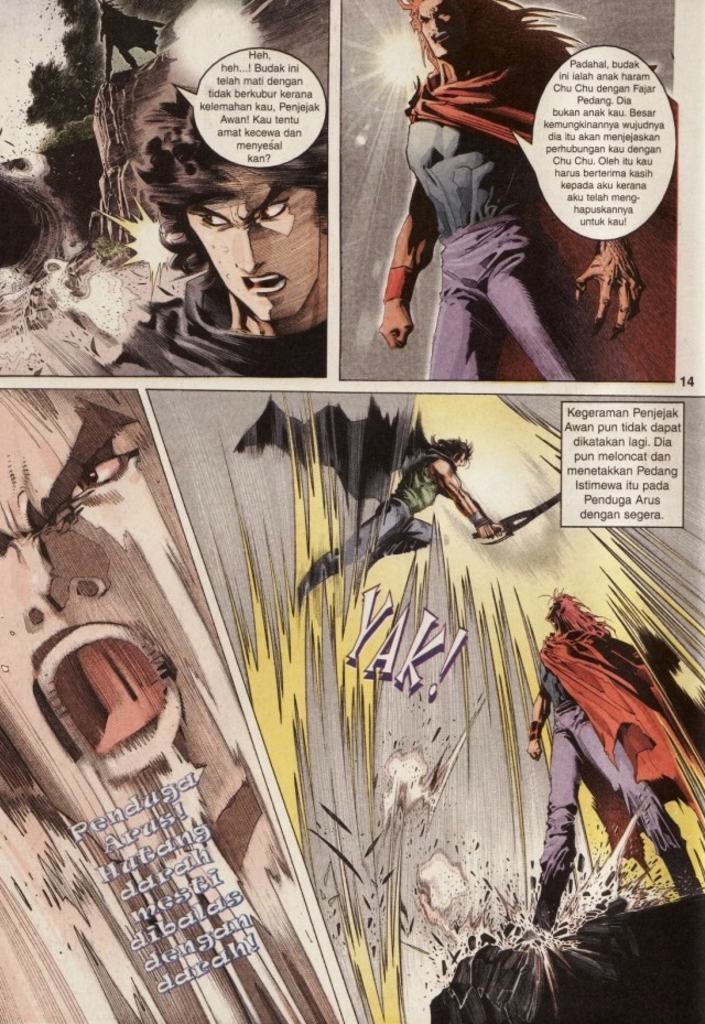 Heh,
heh...! Budak ini
telah mati dengan
tidak berkubur kerana
kelemahan kau, Penjejak
Awan! Kau tentu
amat kecewa dan
menyesal
kan?
Padahal, budak
ini ialah anak haram
Chu Chu dengan Fajar
Pedang. Dia
bukan anak kau. Besar
kemungkinannya wujudnya
dia itu akan menjejaskan
perhubungan kau dengan
Chu Chu. Oleh itu kau
harus berterima kasih
kepada aku kerana
aku telah meng-
hapuskannya
untuk kau!
14
Kegeraman Penjejak
Awan pun tidak dapat
dikatakan lagi. Dia
pun meloncat dan
menetakkan Pedang
Istimewa itu pada
Penduga Arus
dengan segera.
YAK!
Penduga
Arus!
Hutang
darah
mesti
dibalas
dengan
darah!